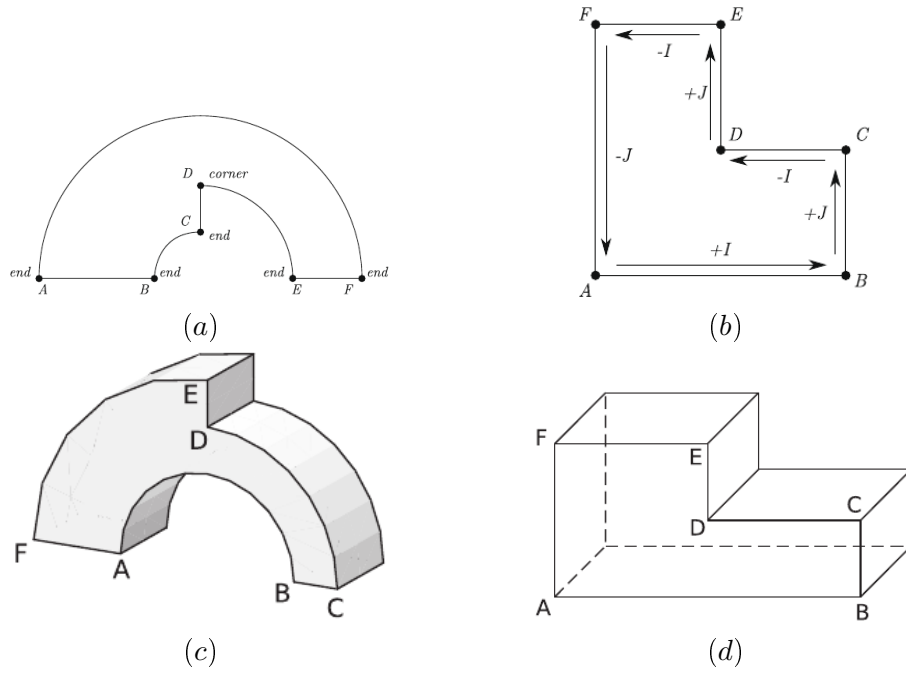 F E
-I
+J
D corner
D C
-J
-I
C
end
+J
+I
end end end end
A B E F
A B
(a) (b)
E
D
F
E
C
D
F
A
B
C
A
B
(c) (d)